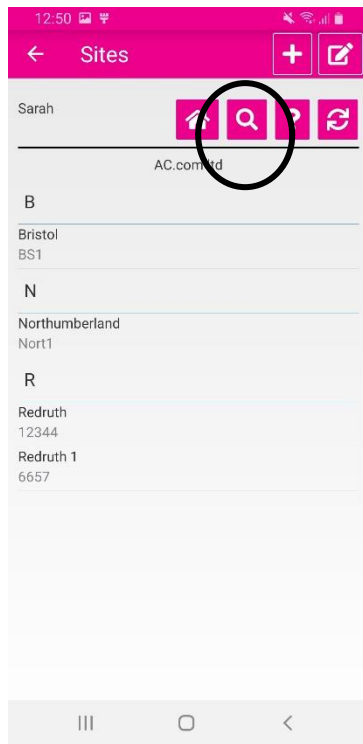 12:50
Sites
Sarah
?
AC.com ltd
B
Bristol
BS1
N
Northumberland
Nort1
R
Redruth
12344
Redruth 1
6657